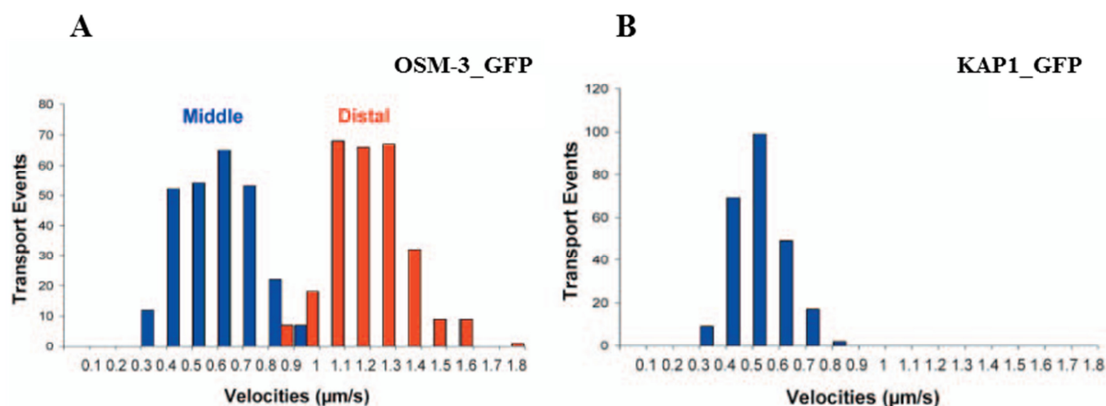 A
OSM-3_GFP
Middle Distal
80
70
60
50
40
30
20
10
0
Transport Events
0.1 0.2 0.3 0.4 0.5 0.6 0.7 0.8 0.9 1 1.1 1.2 1.3 1.4 1.5 1.6 1.7 1.8
Velocities (µm/s)
B
KAP1_GFP
120
100
80
60
40
20
0
Transport Events
0.1 0.2 0.3 0.4 0.5 0.6 0.7 0.8 0.9 1 1.1 1.2 1.3 1.4 1.5 1.6 1.7 1.8
Velocities (µm/s)